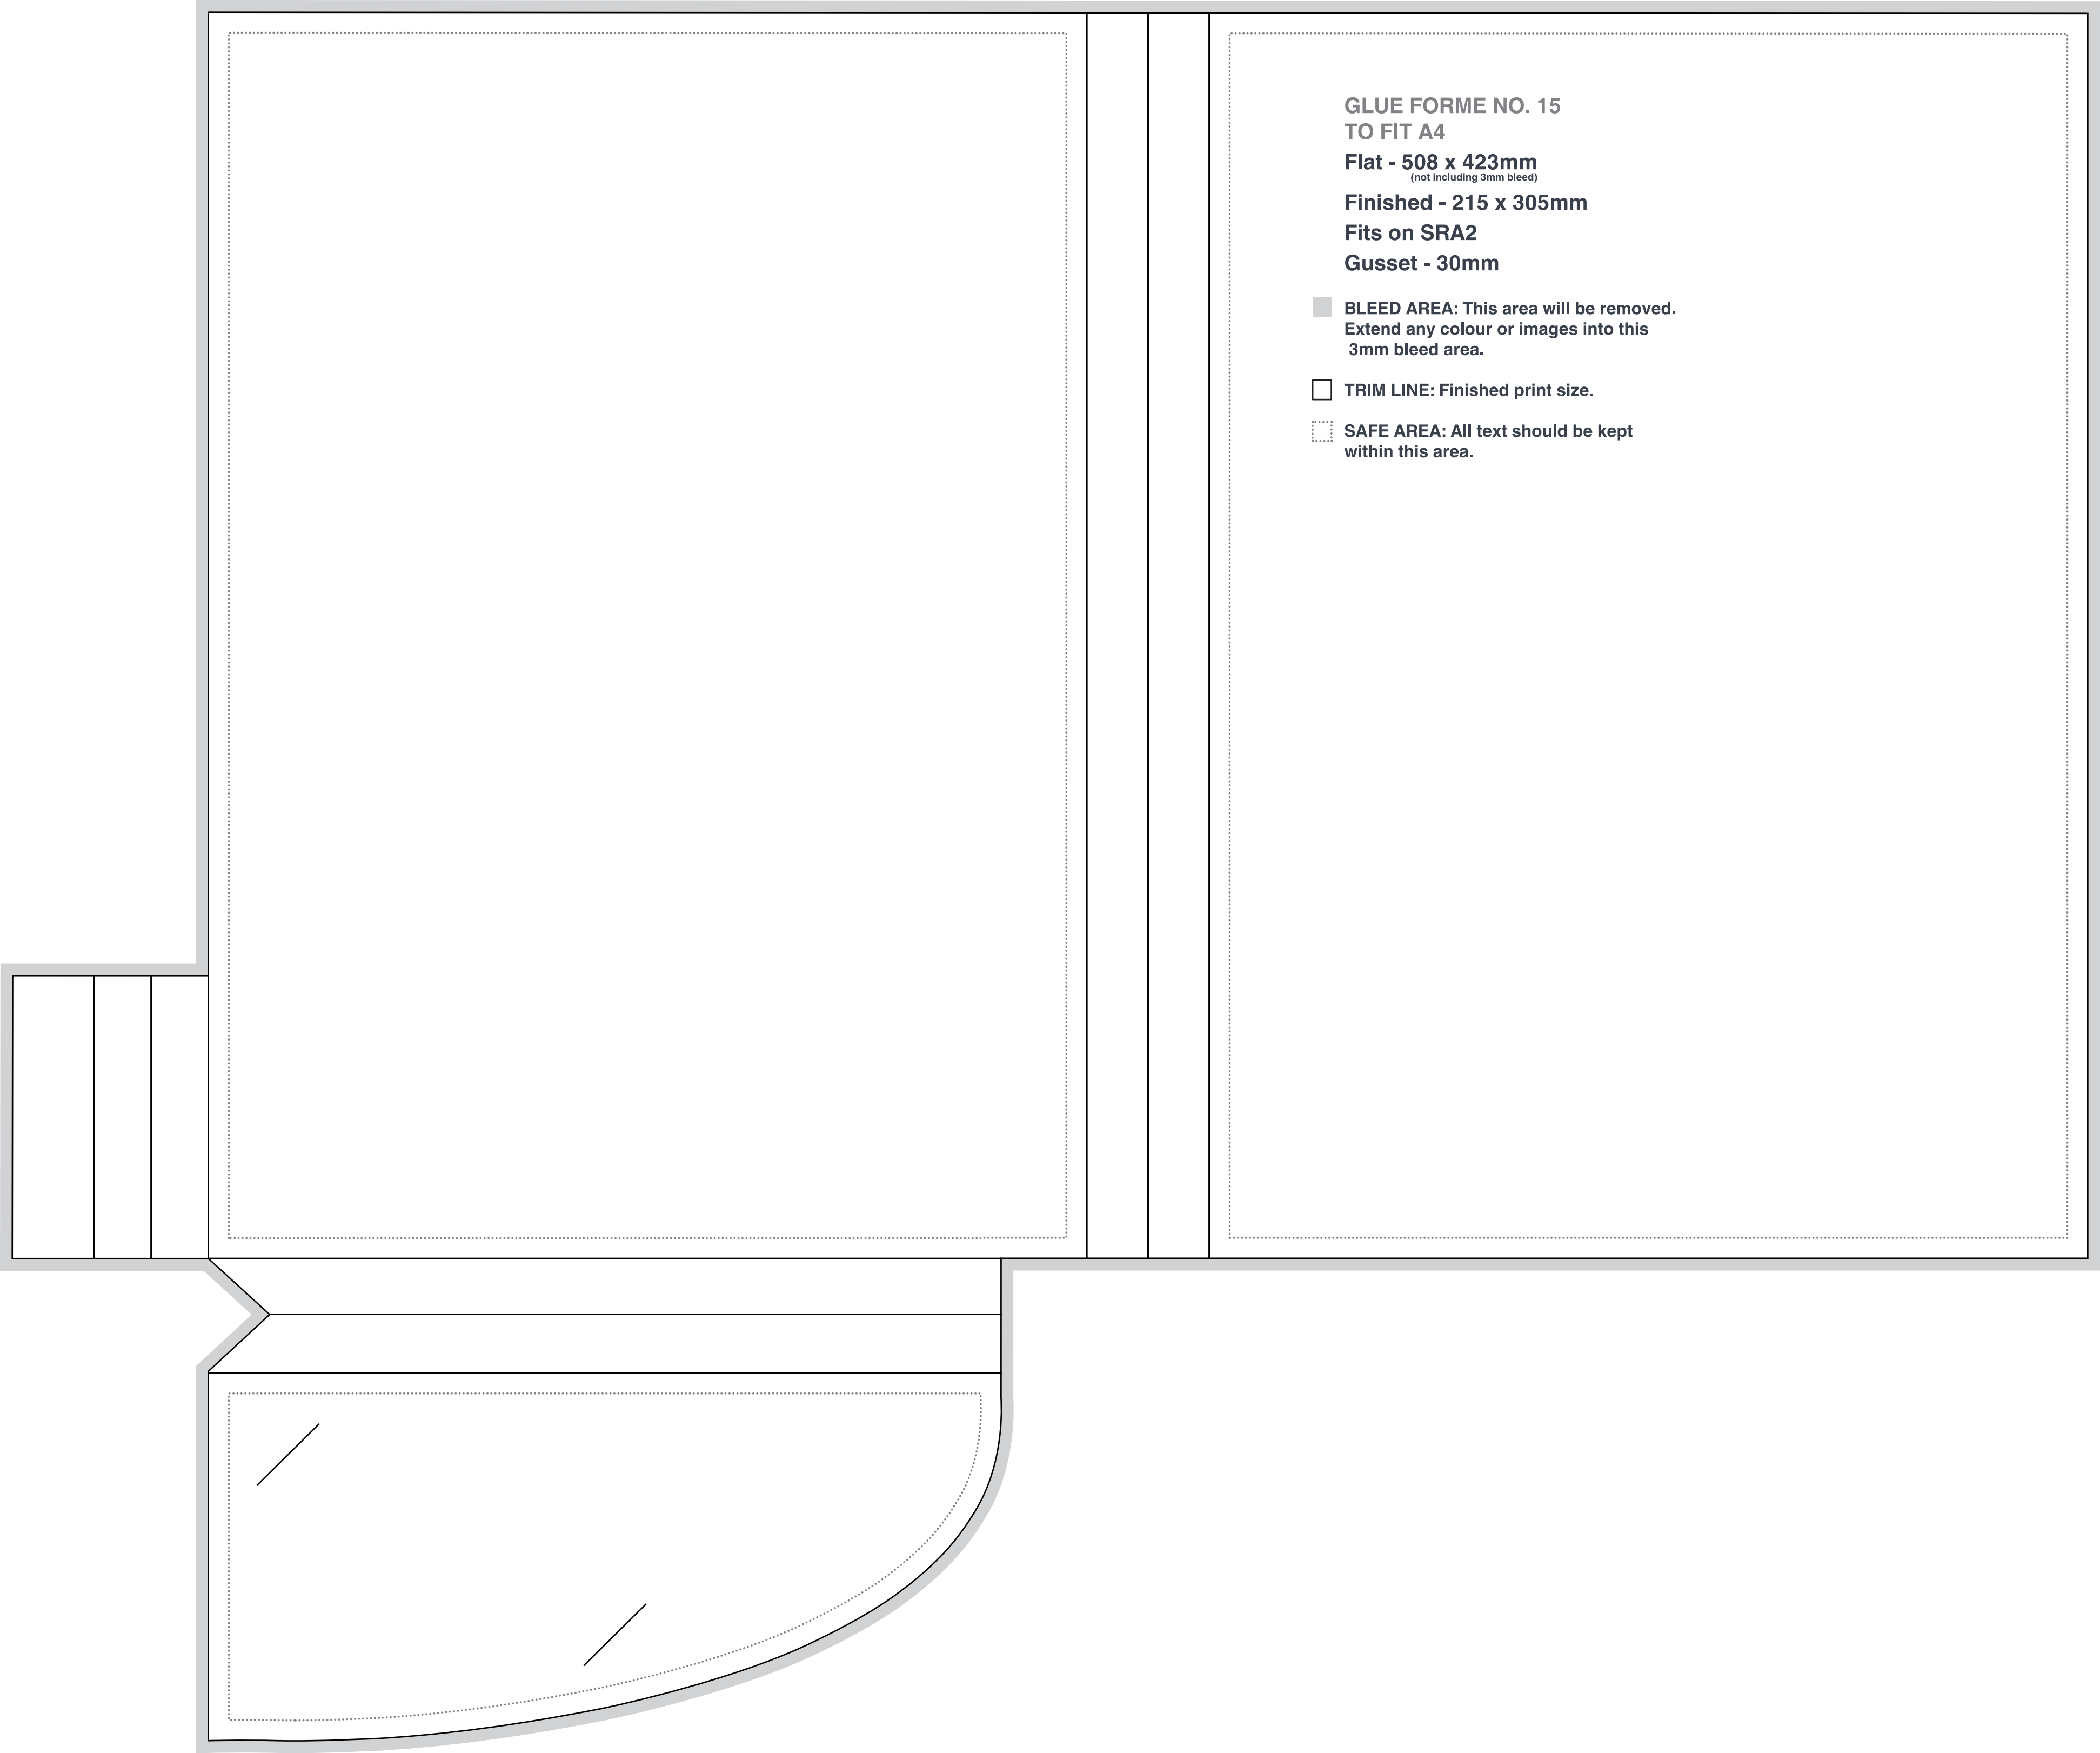 GLUE FORME NO. 15
TO FIT A4
Flat - 508 x 423mm
(not including 3mm bleed)
Finished - 215 x 305mm
Fits on SRA2
Gusset - 30mm
BLEED AREA: This area will be removed.
Extend any colour or images into this
3mm bleed area.
TRIM LINE: Finished print size.
SAFE AREA: All text should be kept
within this area.